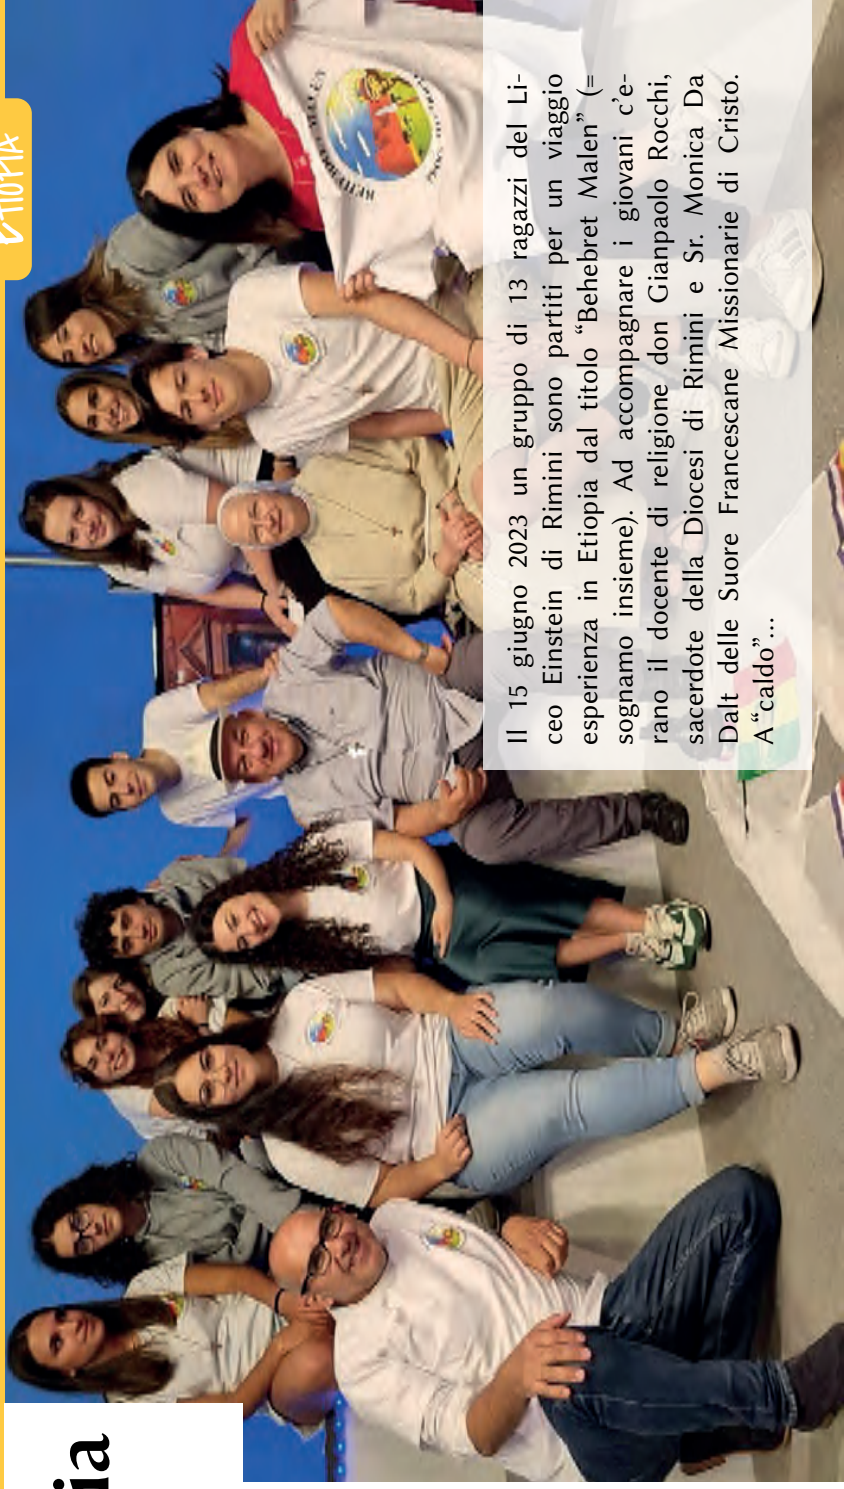 ETIOPIA
ia
Il 15 giugno 2023 un gruppo di 13 ragazzi del Li-
ceo Einstein di Rimini sono partiti per un viaggio
esperienza in Etiopia dal titolo “Behebret Malen” (=
sognamo insieme). Ad accompagnare i giovani c’e-
rano il docente di religione don Gianpaolo Rocchi,
sacerdote della Diocesi di Rimini e Sr. Monica Da
Dalt delle Suore Francescane Missionarie di Cristo.
A “caldo”...